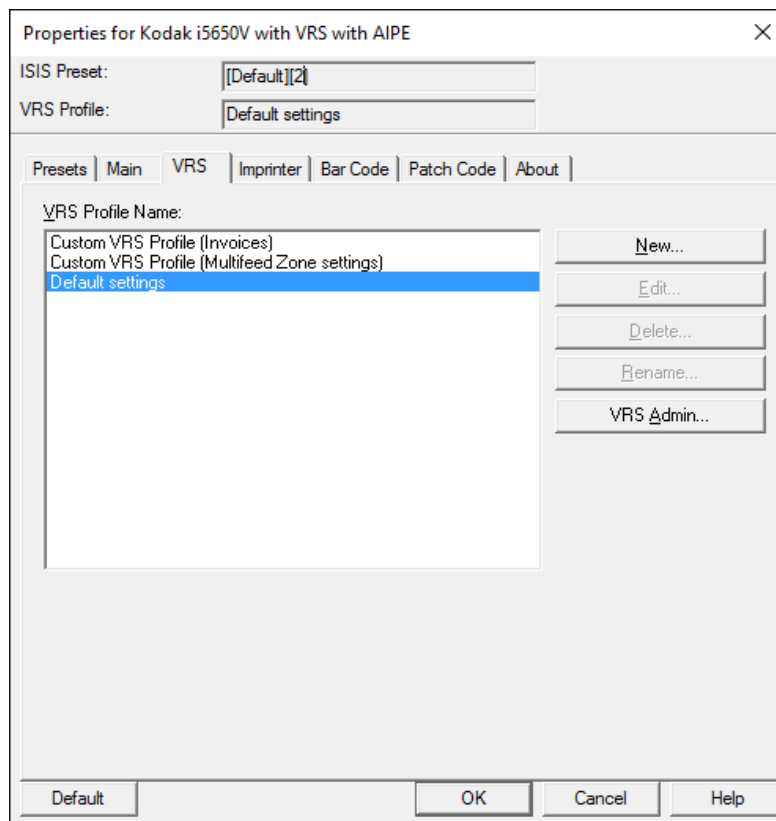 Properties for Kodak i5650V with VRS with AIPE
ISIS Preset: [Default][2]
VRS Profile: Default settings
Presets Main VRS Imprinter Bar Code Patch Code About
VRS Profile Name:
Custom VRS Profile (Invoices)
Custom VRS Profile (Multifeed Zone settings)
Default settings
New...
Edit...
Delete...
Rename...
VRS Admin...
Default OK Cancel Help